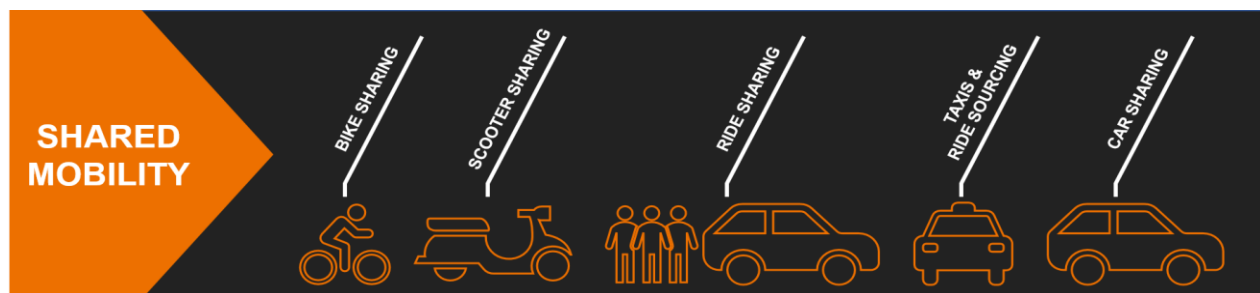 SHARED
MOBILITY
BIKE SHARING
SCOOTER SHARING
RIDE SHARING
TAXIS &
RIDE SOURCING
CAR SHARING